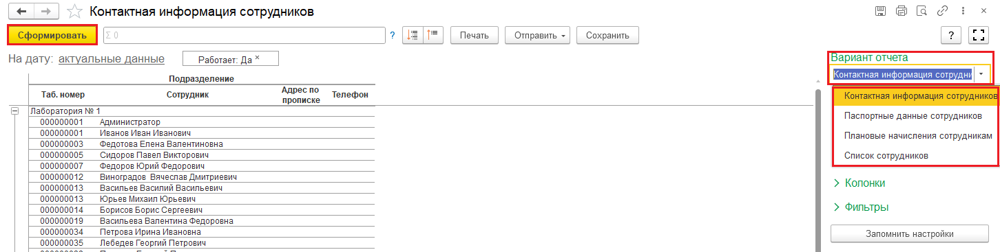 Контактная информация сотрудников
Сформировать
Σ 0
?
Печать
Отправить
Сохранить
?
На дату: актуальные данные
Работает: Да ×
Вариант отчета
Контактная информация сотрудни
Контактная информация сотрудников
Паспортные данные сотрудников
Плановые начисления сотрудникам
Список сотрудников
Колонки
Фильтры
Запомнить настройки
Подразделение
Таб. номер Сотрудник Адрес по прописке Телефон
Лаборатория № 1
000000001 Администратор
000000001 Иванов Иван Иванович
000000003 Федотова Елена Валентиновна
000000005 Сидоров Павел Викторович
000000007 Федоров Юрий Федорович
000000012 Виноградов Вячеслав Дмитриевич
000000013 Васильев Василий Васильевич
000000013 Юрьев Михаил Юрьевич
000000014 Борисов Борис Сергеевич
000000019 Васильева Валентина Федоровна
000000034 Петрова Ирина Ивановна
000000035 Лебедев Георгий Петрович